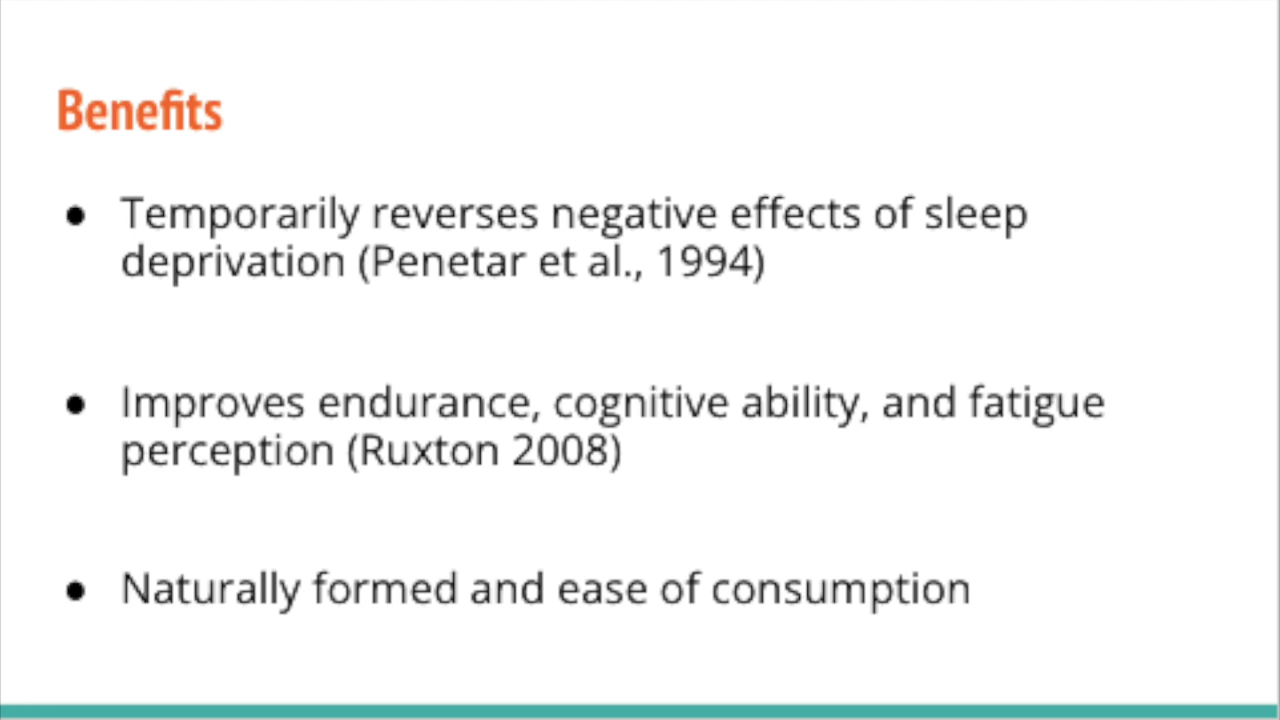 Benefits
● Temporarily reverses negative effects of sleep
deprivation (Penetar et al., 1994)
● Improves endurance, cognitive ability, and fatigue
perception (Ruxton 2008)
● Naturally formed and ease of consumption